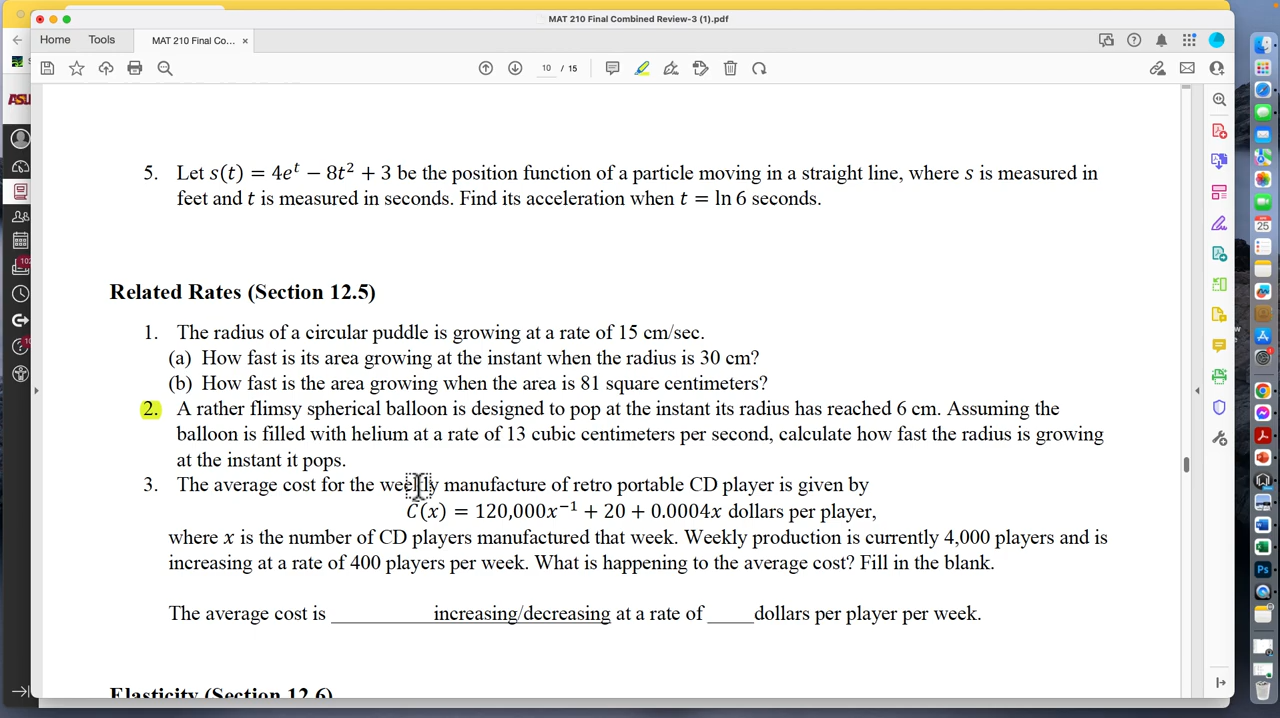 MAT 210 Final Combined Review-3 (1).pdf
Home Tools MAT 210 Final Co... ×
10 / 15
ASU
5. Let s(t) = 4eᵗ − 8t² + 3 be the position function of a particle moving in a straight line, where s is measured in
feet and t is measured in seconds. Find its acceleration when t = ln 6 seconds.
Related Rates (Section 12.5)
1. The radius of a circular puddle is growing at a rate of 15 cm/sec.
(a) How fast is its area growing at the instant when the radius is 30 cm?
(b) How fast is the area growing when the area is 81 square centimeters?
2. A rather flimsy spherical balloon is designed to pop at the instant its radius has reached 6 cm. Assuming the
balloon is filled with helium at a rate of 13 cubic centimeters per second, calculate how fast the radius is growing
at the instant it pops.
3. The average cost for the weekly manufacture of retro portable CD player is given by
C̄(x) = 120,000x⁻¹ + 20 + 0.0004x dollars per player,
where x is the number of CD players manufactured that week. Weekly production is currently 4,000 players and is
increasing at a rate of 400 players per week. What is happening to the average cost? Fill in the blank.
The average cost is __________ increasing/decreasing at a rate of _____dollars per player per week.
Elasticity (Section 12.6)